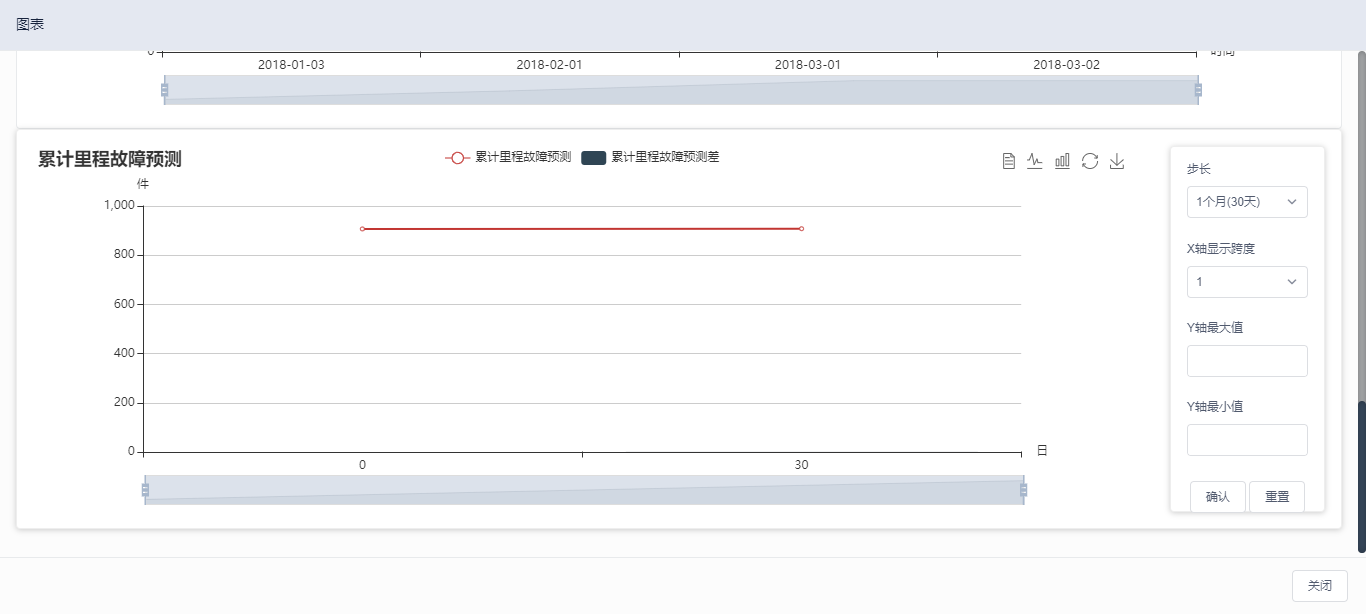 图表
0
时间
2018-01-03
2018-02-01
2018-03-01
2018-03-02
累计里程故障预测
累计里程故障预测
累计里程故障预测差
件
1,000
800
600
400
200
0
0
30
日
步长
1个月(30天)
X轴显示跨度
1
Y轴最大值
Y轴最小值
确认
重置
关闭